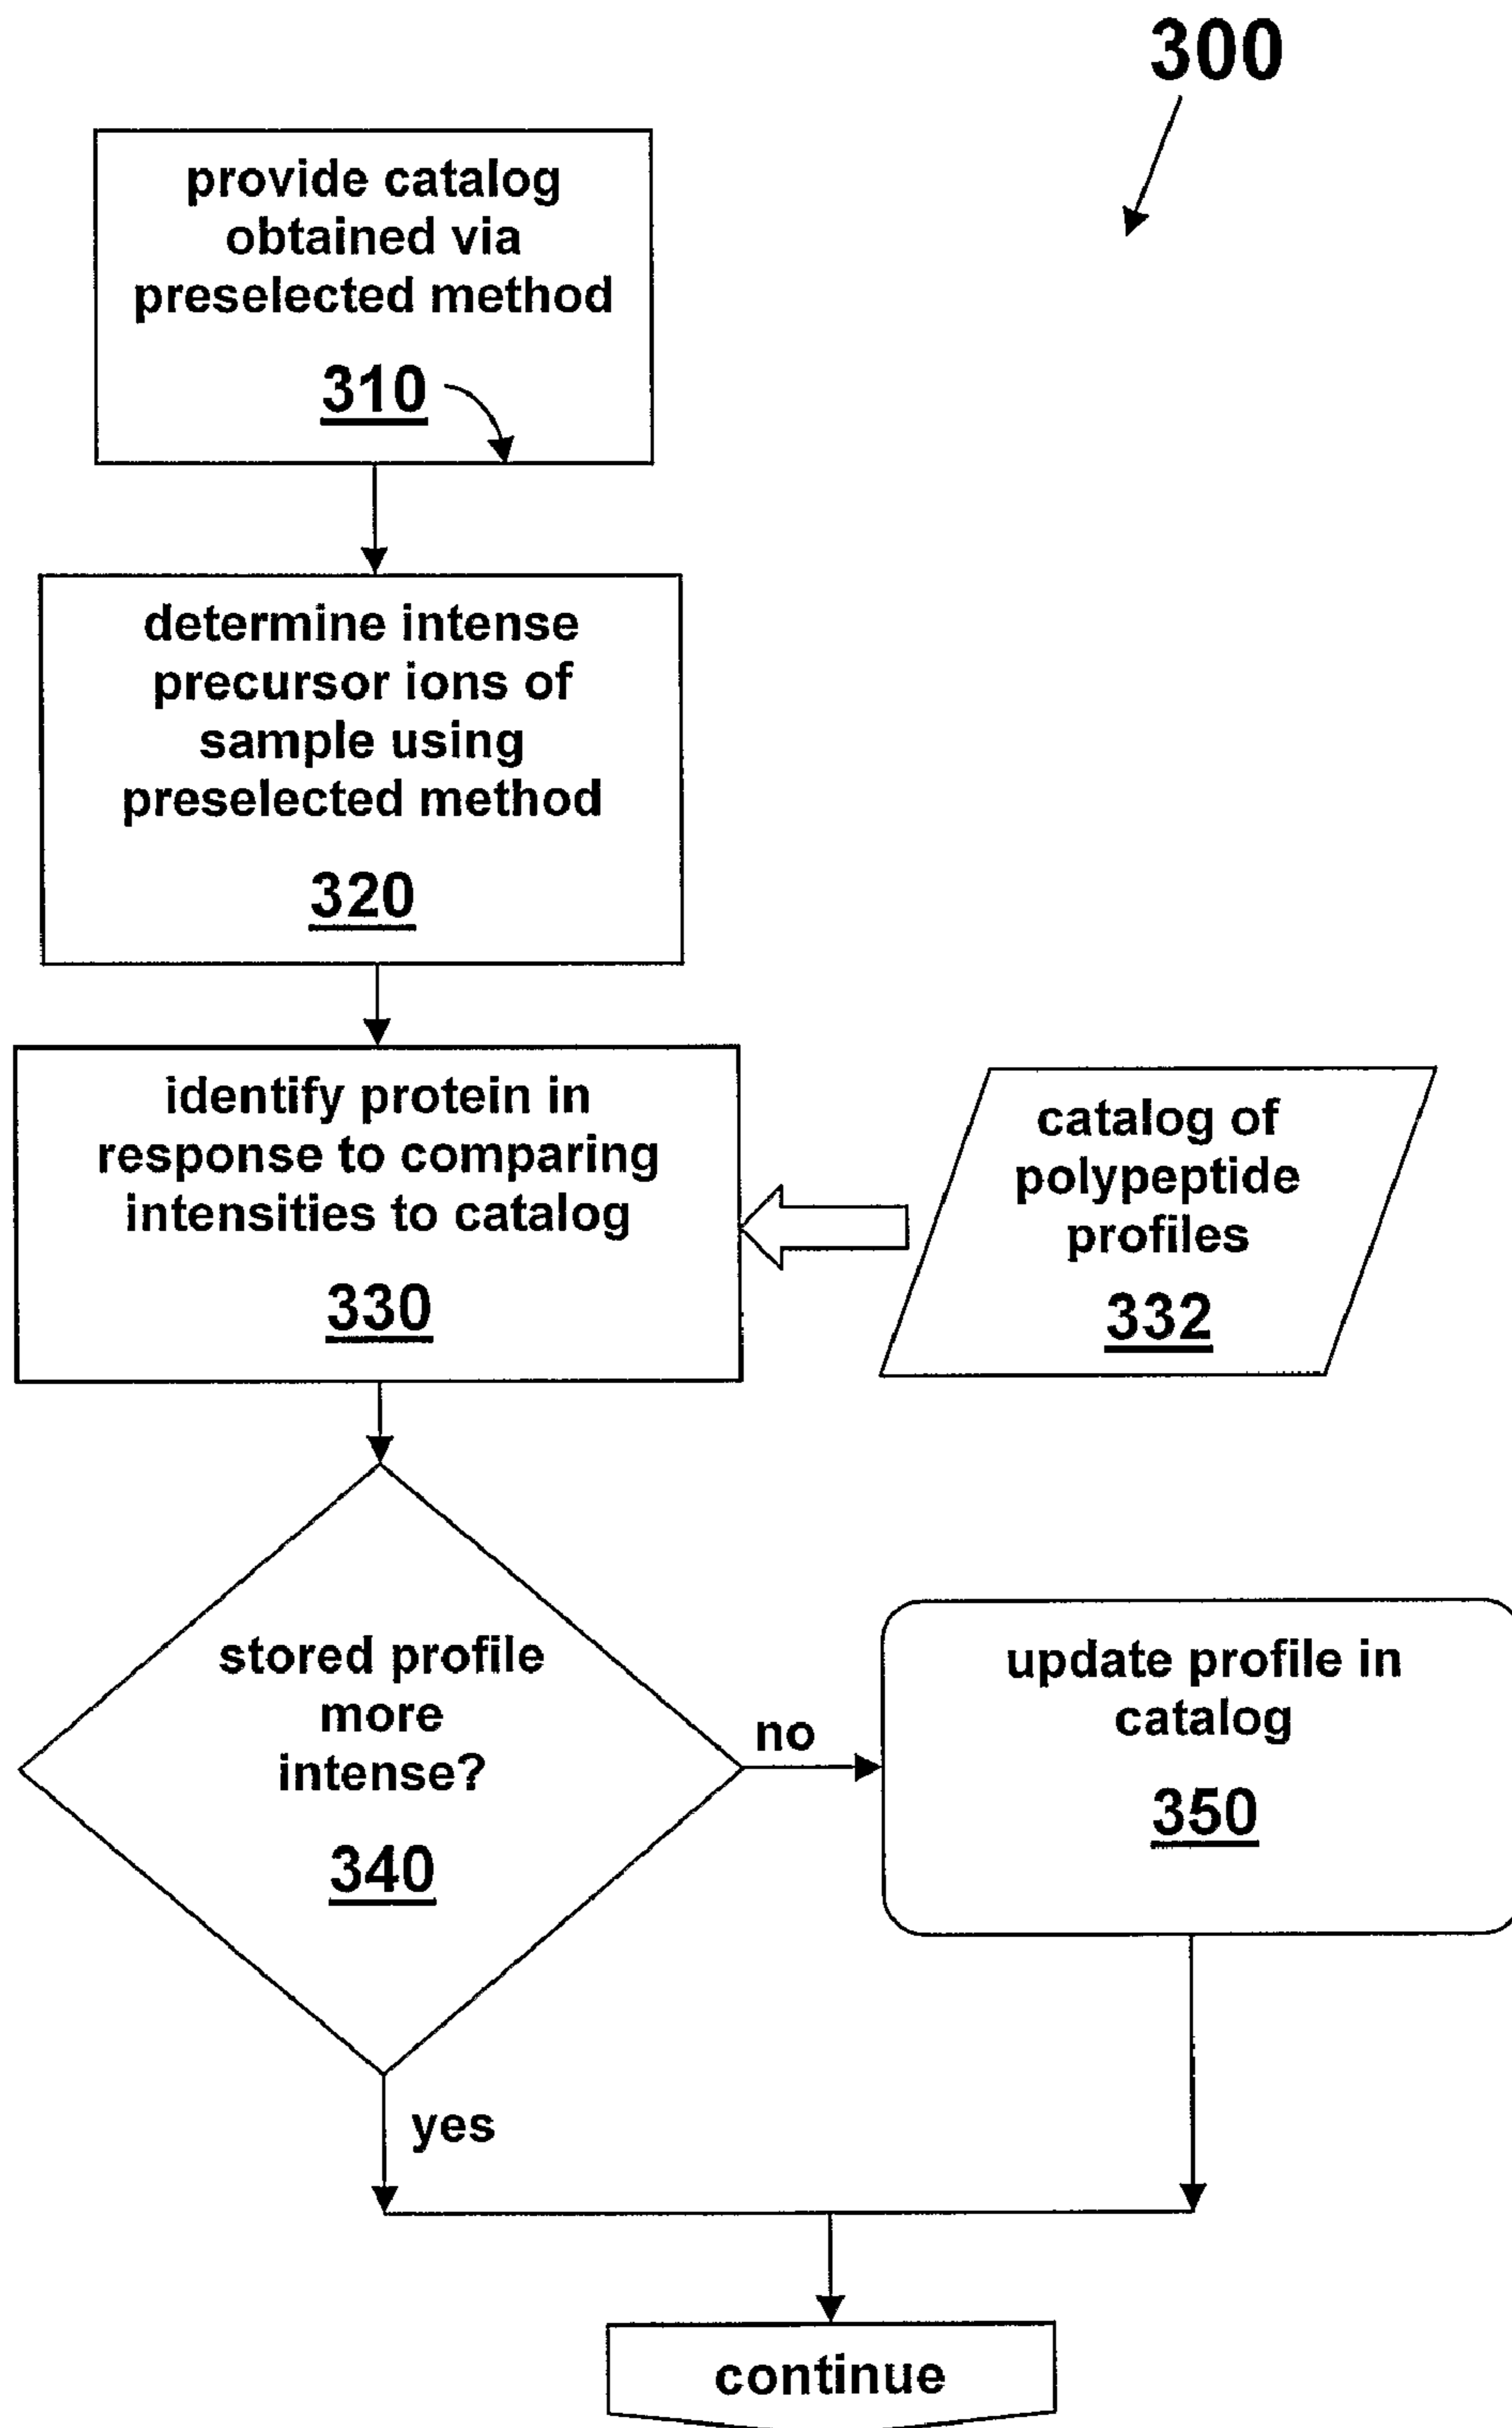 300
provide catalog
obtained via
preselected method
310
determine intense
precursor ions of
sample using
preselected method
320
identify protein in
response to comparing
intensities to catalog
330
catalog of
polypeptide
profiles
332
stored profile
more
intense?
340
no
update profile in
catalog
350
yes
continue